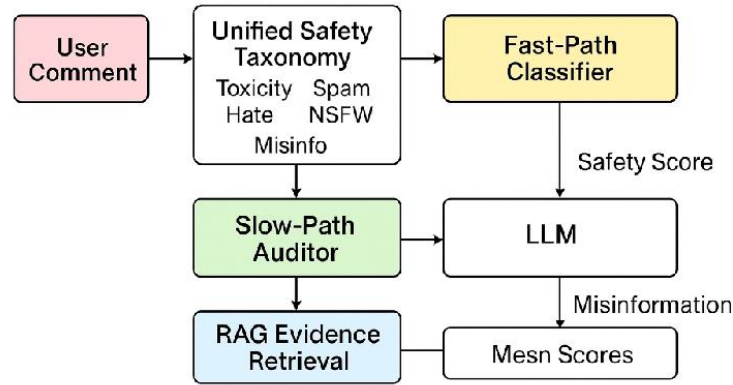 User
Comment
Unified Safety
Taxonomy
Toxicity Spam
Hate NSFW
Misinfo
Fast-Path
Classifier
Safety Score
Slow-Path
Auditor
LLM
Misinformation
RAG Evidence
Retrieval
Mesn Scores